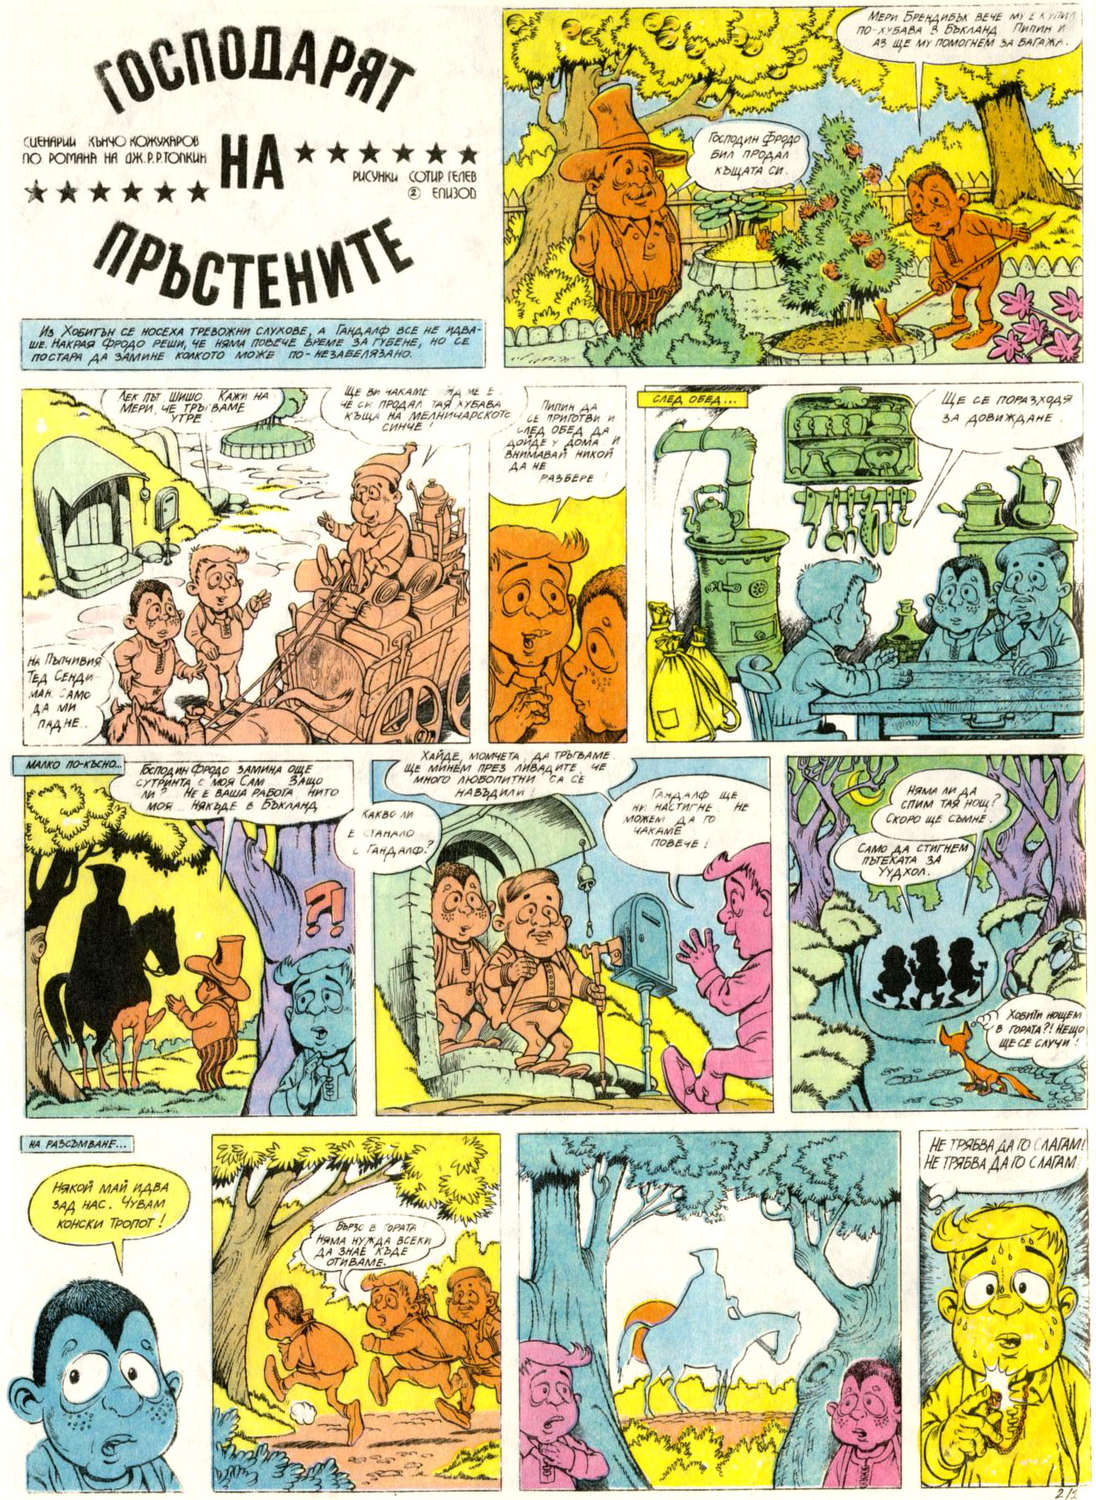 ГОСПОДАРЯТ
НА
ПРЪСТЕНИТЕ
СЦЕНАРИЙ КЪНЧО КОЖУХАРОВ
ПО РОМАНА НА ДЖ.Р.Р.ТОЛКИН
РИСУНКИ СОТИР ГЕЛЕВ
② ЕПИЗОД
ИЗ ХОБИТЪН СЕ НОСЕХА ТРЕВОЖНИ СЛУХОВЕ, А ГАНДАЛФ ВСЕ НЕ ИДВА-
ШЕ. НАКРАЯ ФРОДО РЕШИ, ЧЕ НЯМА ПОВЕЧЕ ВРЕМЕ ЗА ГУБЕНЕ, НО СЕ
ПОСТАРА ДА ЗАМИНЕ КОЛКОТО МОЖЕ ПО-НЕЗАБЕЛЯЗАНО.
ГОСПОДИН ФРОДО
БИЛ ПРОДАЛ
КЪЩАТА СИ.
МЕРИ БРЕНДИБЪК ВЕЧЕ МУ Е КУПИЛ
ПО-ХУБАВА В БЪКЛАНД ПИПИН И
АЗ ЩЕ МУ ПОМОГНЕМ ЗА БАГАЖА.
ЛЕК ПЪТ ШИШО КАЖИ НА
МЕРИ, ЧЕ ТРЪГВАМЕ
УТРЕ
ЩЕ ВИ ЧАКАМЕ
ЧЕ СИ ПРОДАЛ ТАЯ ХУБАВА
КЪЩА НА МЕЛНИЧАРСКОТО
СИНЧЕ!
НА ПЪПЧИВИЯ
ТЕД СЕНДИ-
МАН. САМО
ДА МИ
ПАДНЕ..
ПИПИН ДА
СЕ ПРИГОТВИ И
СЛЕД ОБЕД ДА
ДОЙДЕ У ДОМА И
ВНИМАВАЙ НИКОЙ
ДА НЕ
РАЗБЕРЕ!
СЛЕД ОБЕД...
ЩЕ СЕ ПОРАЗХОДЯ
ЗА ДОВИЖДАНЕ.
МАЛКО ПО-КЪСНО...
ГОСПОДИН ФРОДО ЗАМИНА ОЩЕ
СУТРИНТА С МОЯ САМ ЗАЩО
ЛИ? НЕ Е ВАША РАБОТА НИТО
МОЯ.. НЯКЪДЕ В БЪКЛАНД
?!
ХАЙДЕ, МОМЧЕТА ДА ТРЪГВАМЕ.
ЩЕ МИНЕМ ПРЕЗ ЛИВАДИТЕ ЧЕ
МНОГО ЛЮБОПИТНИ СА СЕ
НАВЪДИЛИ!
КАКВО ЛИ
Е СТАНАЛО
С ГАНДАЛФ?
ГАНДАЛФ ЩЕ
НИ НАСТИГНЕ НЕ
МОЖЕМ ДА ГО
ЧАКАМЕ
ПОВЕЧЕ!
НЯМА ЛИ ДА
СПИМ ТАЯ НОЩ?
СКОРО ЩЕ СЪМНЕ.
САМО ДА СТИГНЕМ
ПЪТЕКАТА ЗА
УУДХОЛ.
ХОБИТИ НОЩЕМ
В ГОРАТА?! НЕЩО
ЩЕ СЕ СЛУЧИ!
НА РАЗСЪМВАНЕ...
НЯКОЙ МАЙ ИДВА
ЗАД НАС. ЧУВАМ
КОНСКИ ТРОПОТ!
БЪРЗО В ГОРАТА
НЯМА НУЖДА ВСЕКИ
ДА ЗНАЕ КЪДЕ
ОТИВАМЕ.
НЕ ТРЯБВА ДА ГО СЛАГАМ!
НЕ ТРЯБВА ДА ГО СЛАГАМ